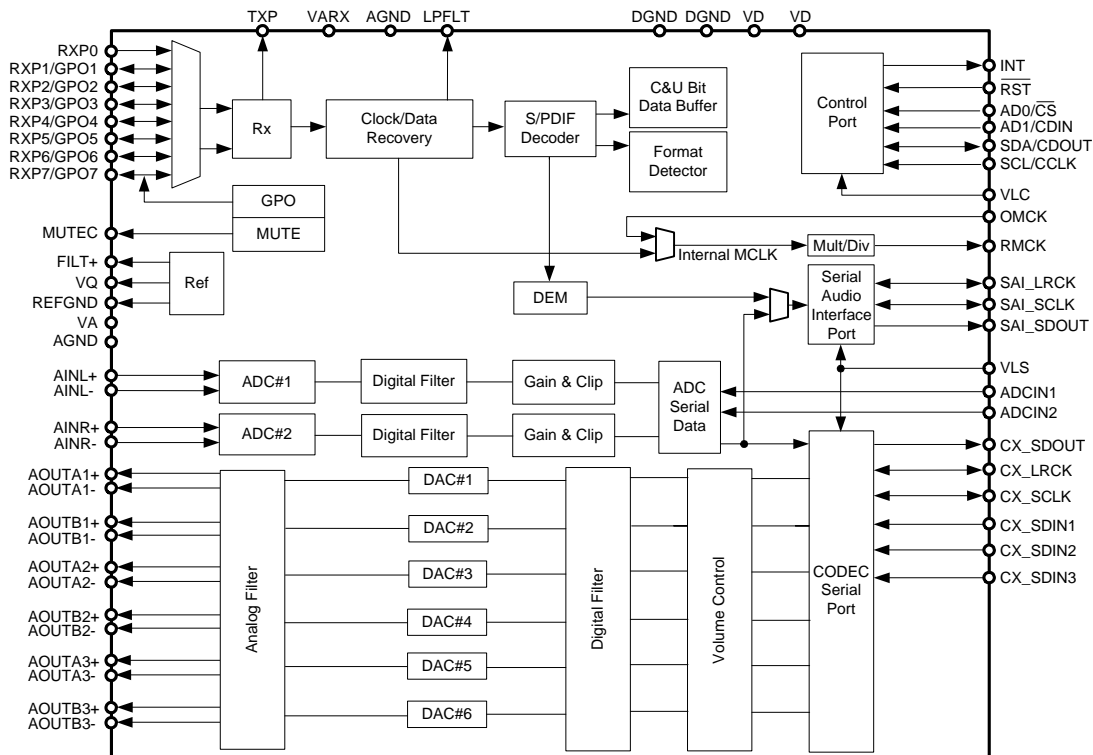 TXP VARX AGND LPFLT DGND DGND VD VD
RXP0
RXP1/GPO1
RXP2/GPO2
RXP3/GPO3
RXP4/GPO4
RXP5/GPO5
RXP6/GPO6
RXP7/GPO7
Rx
Clock/Data
Recovery
S/PDIF
Decoder
C&U Bit
Data Buffer
Format
Detector
Control
Port
INT
RST
AD0/CS
AD1/CDIN
SDA/CDOUT
SCL/CCLK
VLC
OMCK
RMCK
GPO
MUTE
MUTEC
FILT+
VQ
REFGND
VA
AGND
Ref
Internal MCLK
Mult/Div
DEM
Serial
Audio
Interface
Port
SAI_LRCK
SAI_SCLK
SAI_SDOUT
VLS
ADCIN1
ADCIN2
AINL+
AINL-
AINR+
AINR-
ADC#1
Digital Filter
Gain & Clip
ADC#2
Digital Filter
Gain & Clip
ADC
Serial
Data
CX_SDOUT
CX_LRCK
CX_SCLK
CX_SDIN1
CX_SDIN2
CX_SDIN3
AOUTA1+
AOUTA1-
AOUTB1+
AOUTB1-
AOUTA2+
AOUTA2-
AOUTB2+
AOUTB2-
AOUTA3+
AOUTA3-
AOUTB3+
AOUTB3-
Analog Filter
DAC#1
DAC#2
DAC#3
DAC#4
DAC#5
DAC#6
Digital Filter
Volume Control
CODEC
Serial
Port